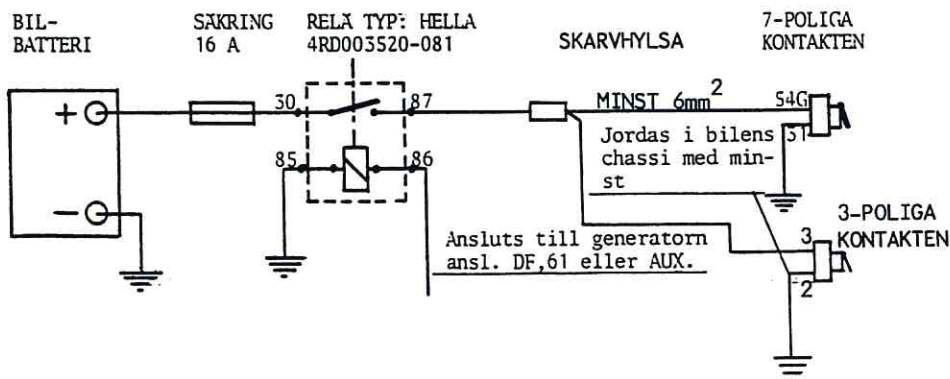 BIL-
BATTERI
SÄKRING
16 A
RELÄ TYP: HELLA
4RD003520-081
SKARVHYLSA
7-POLIGA
KONTAKTEN
+
-
30
87
85
86
MINST 6mm2
54G
31
Jordas i bilens
chassi med min-
st
3-POLIGA
KONTAKTEN
3
2
Ansluts till generatorn
ansl. DF,61 eller AUX.